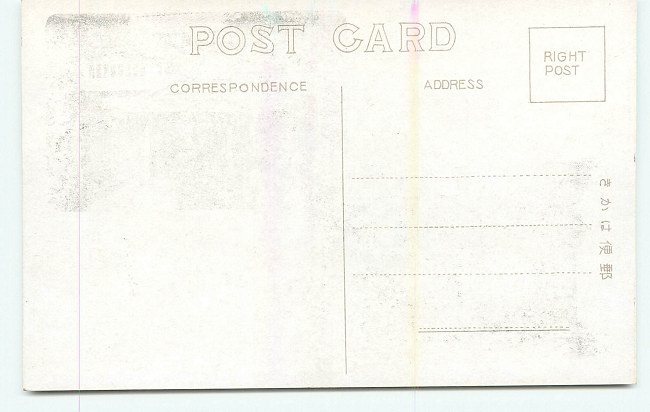 POST CARD
CORRESPONDENCE
ADDRESS
RIGHT
POST
郵便はかき